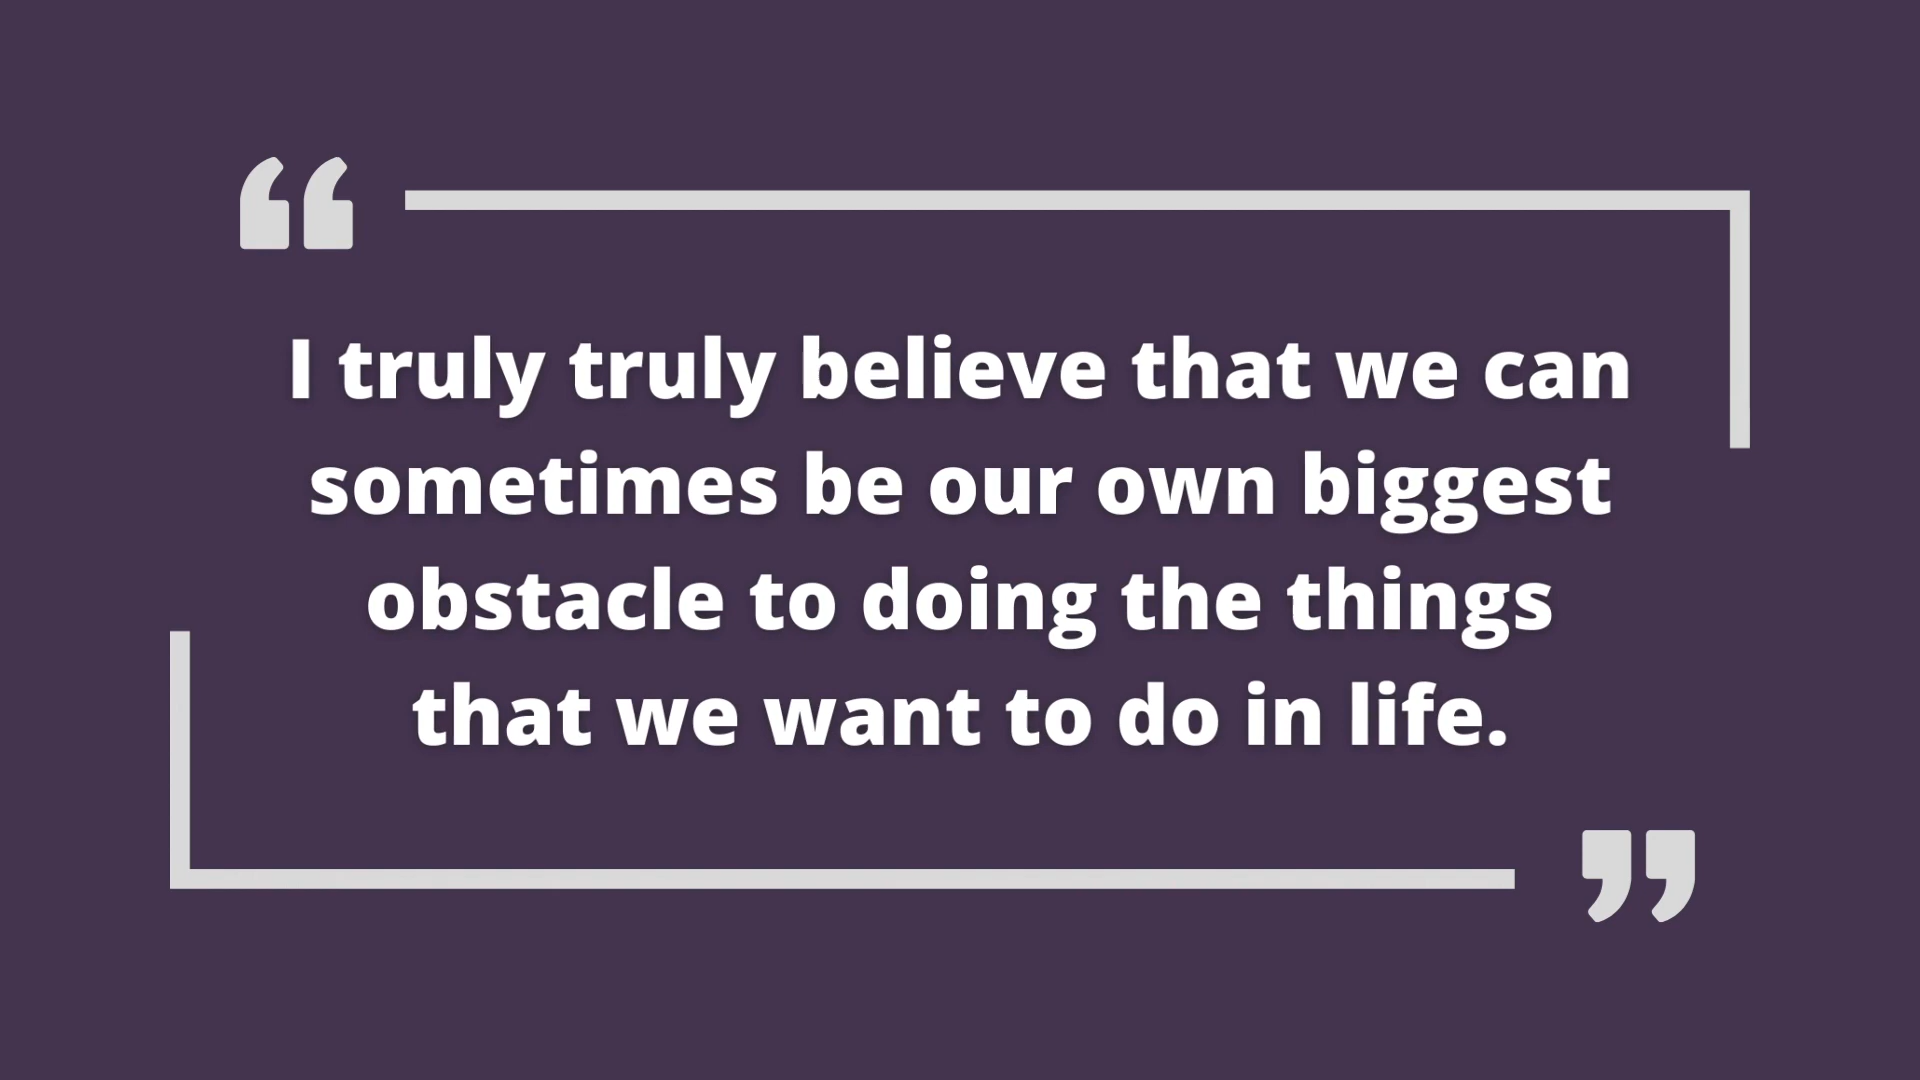 “
I truly truly believe that we can
sometimes be our own biggest
obstacle to doing the things
that we want to do in life.
”